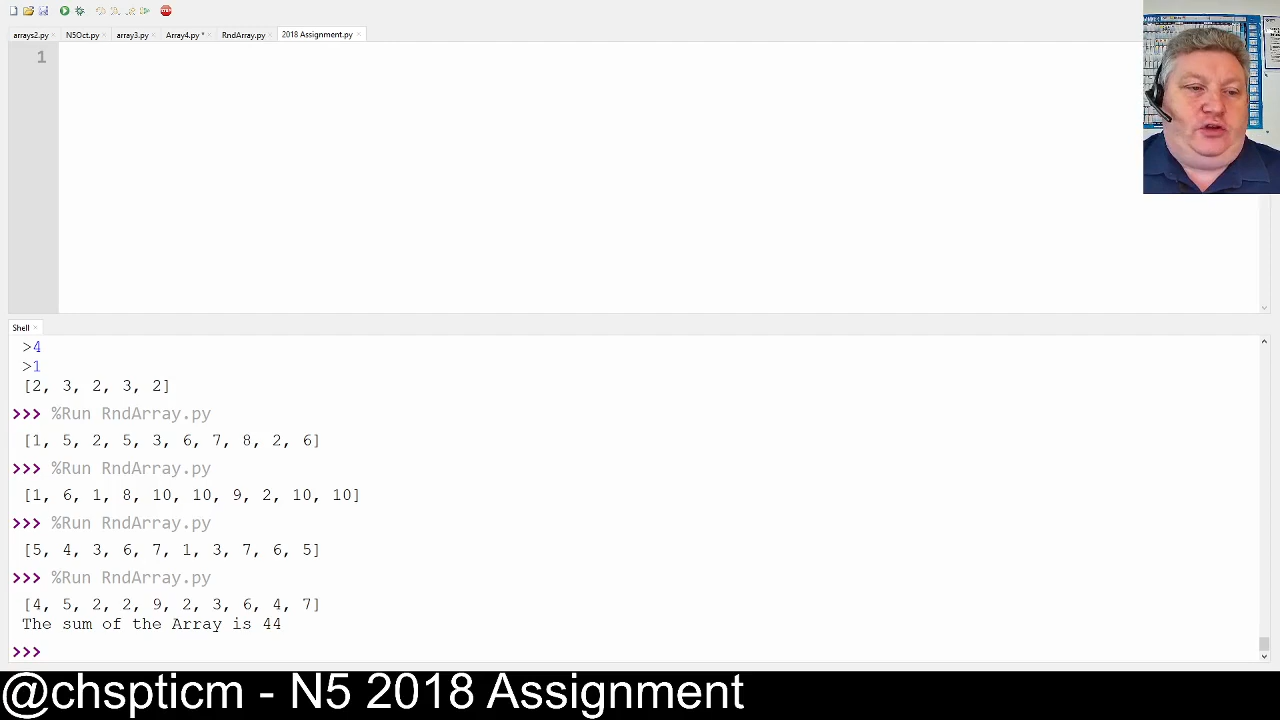 arrays2.py N5Oct.py array3.py Array4.py * RndArray.py 2018 Assignment.py
1
Shell
>4
>1
[2, 3, 2, 3, 2]
>>> %Run RndArray.py
[1, 5, 2, 5, 3, 6, 7, 8, 2, 6]
>>> %Run RndArray.py
[1, 6, 1, 8, 10, 10, 9, 2, 10, 10]
>>> %Run RndArray.py
[5, 4, 3, 6, 7, 1, 3, 7, 6, 5]
>>> %Run RndArray.py
[4, 5, 2, 2, 9, 2, 3, 6, 4, 7]
The sum of the Array is 44
>>>
@chspticm - N5 2018 Assignment